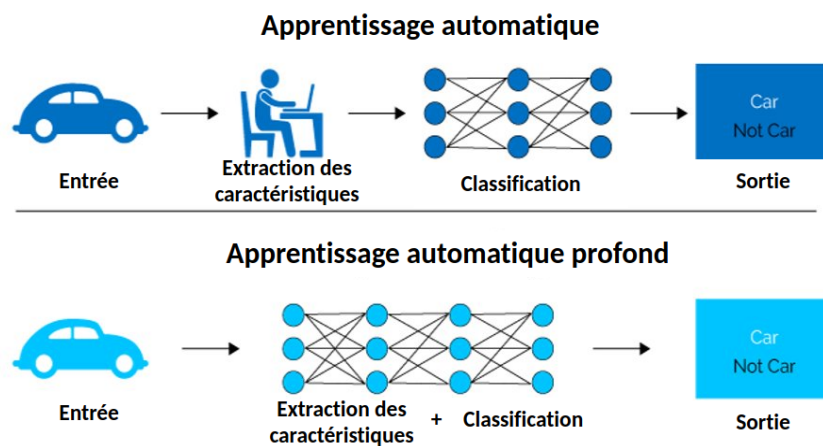 Apprentissage automatique
Car
Not Car
Entrée
Extraction des
caractéristiques
Classification
Sortie
Apprentissage automatique profond
Car
Not Car
Entrée
Extraction des
caractéristiques
+
Classification
Sortie